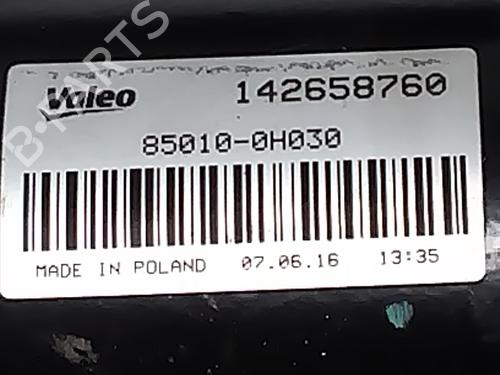 B-PARTS
Valeo 142658760
85010-0H030
MADE IN POLAND 07.06.16 13:35